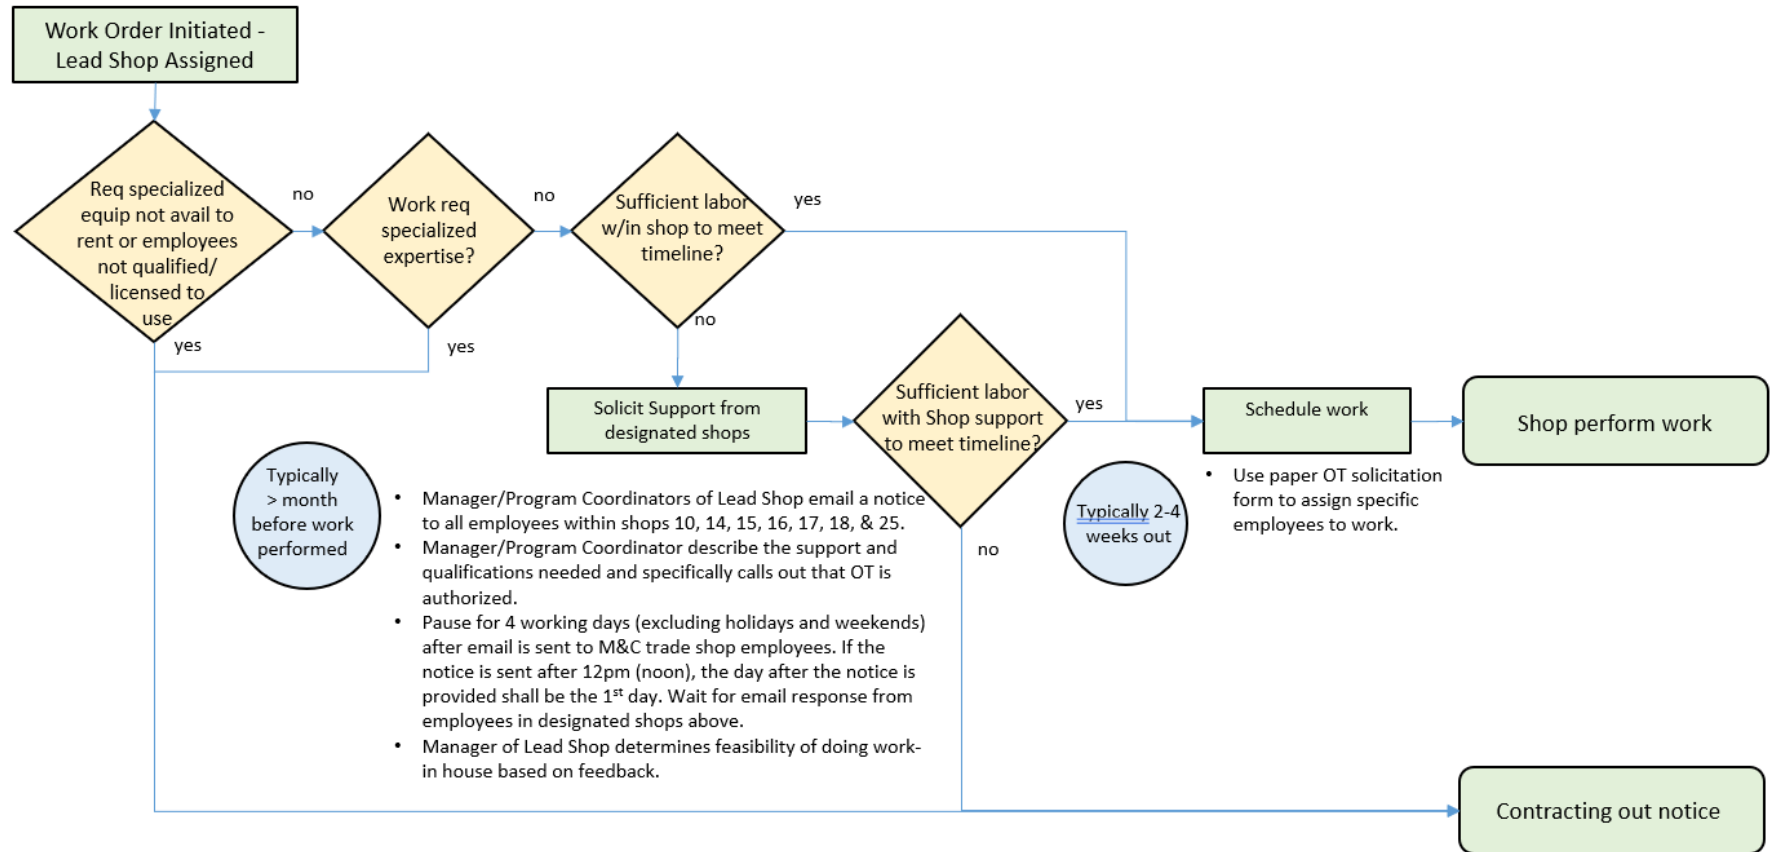 Work Order Initiated -
Lead Shop Assigned
Req specialized
equip not avail to
rent or employees
not qualified/
licensed to
use
no
yes
Work req
specialized
expertise?
no
yes
Sufficient labor
w/in shop to meet
timeline?
yes
no
Solicit Support from
designated shops
Sufficient labor
with Shop support
to meet timeline?
yes
no
Schedule work
Shop perform work
• Use paper OT solicitation
form to assign specific
employees to work.
Typically
> month
before work
performed
• Manager/Program Coordinators of Lead Shop email a notice
to all employees within shops 10, 14, 15, 16, 17, 18, & 25.
• Manager/Program Coordinator describe the support and
qualifications needed and specifically calls out that OT is
authorized.
• Pause for 4 working days (excluding holidays and weekends)
after email is sent to M&C trade shop employees. If the
notice is sent after 12pm (noon), the day after the notice is
provided shall be the 1st day. Wait for email response from
employees in designated shops above.
• Manager of Lead Shop determines feasibility of doing work-
in house based on feedback.
Typically 2-4
weeks out
Contracting out notice